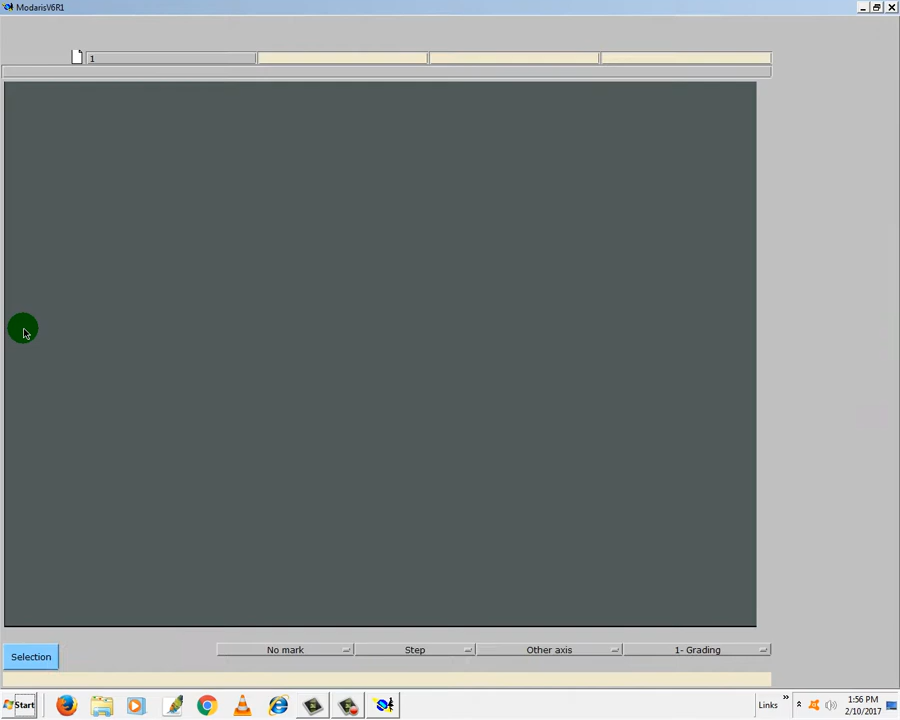 ModarisV6R1
1
No mark
Step
Other axis
1- Grading
Selection
Start
Links
»
1:56 PM
2/10/2017